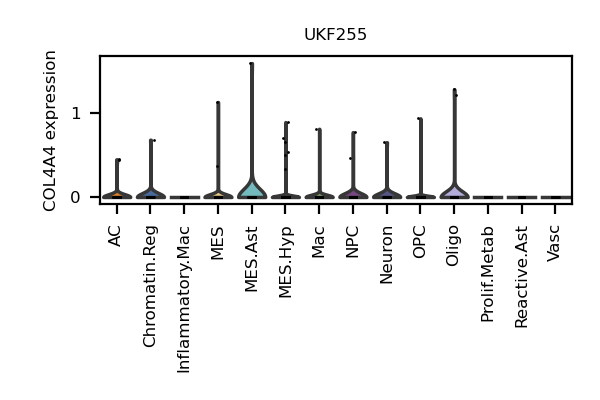 UKF255
COL4A4 expression
1
0
AC
Chromatin.Reg
Inflammatory.Mac
MES
MES.Ast
MES.Hyp
Mac
NPC
Neuron
OPC
Oligo
Prolif.Metab
Reactive.Ast
Vasc